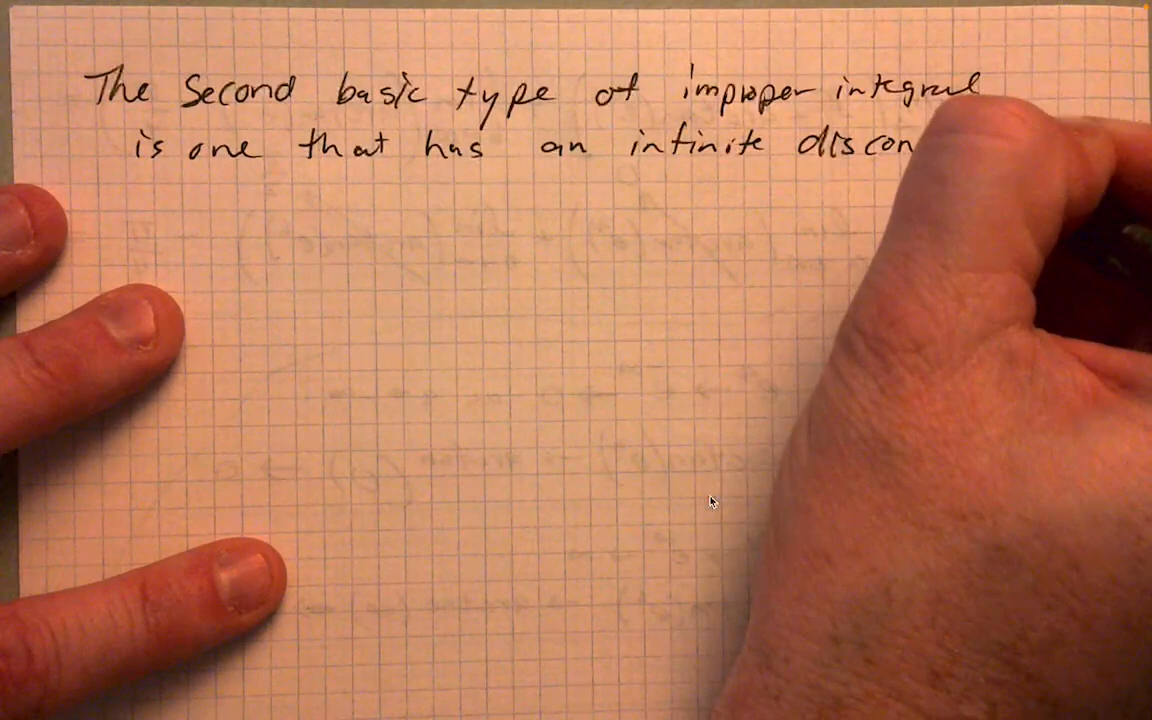 The Second basic type of improper integral
is one that has an infinite discon